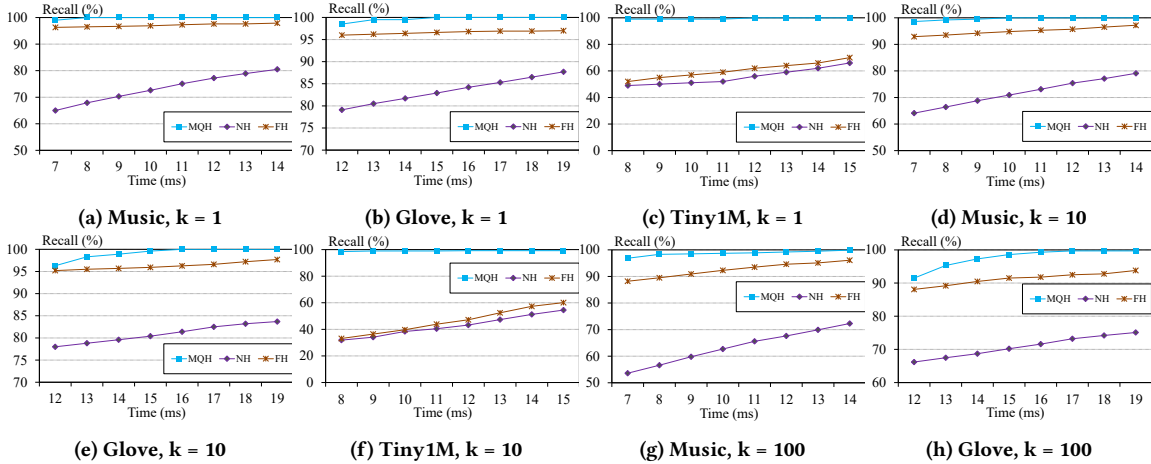 Recall (%)
100
90
80
70
60
50
MQH NH FH
7 8 9 10 11 12 13 14
Time (ms)
(a) Music, k = 1
Recall (%)
100
95
90
85
80
75
70
MQH NH FH
12 13 14 15 16 17 18 19
Time (ms)
(b) Glove, k = 1
Recall (%)
100
80
60
40
20
0
MQH NH FH
8 9 10 11 12 13 14 15
Time (ms)
(c) Tiny1M, k = 1
Recall (%)
100
90
80
70
60
50
MQH NH FH
7 8 9 10 11 12 13 14
Time (ms)
(d) Music, k = 10
Recall (%)
100
95
90
85
80
75
70
MQH NH FH
12 13 14 15 16 17 18 19
Time (ms)
(e) Glove, k = 10
Recall (%)
100
80
60
40
20
0
MQH NH FH
8 9 10 11 12 13 14 15
Time (ms)
(f) Tiny1M, k = 10
Recall (%)
100
90
80
70
60
50
MQH NH FH
7 8 9 10 11 12 13 14
Time (ms)
(g) Music, k = 100
Recall (%)
100
90
80
70
60
MQH NH FH
12 13 14 15 16 17 18 19
Time (ms)
(h) Glove, k = 100